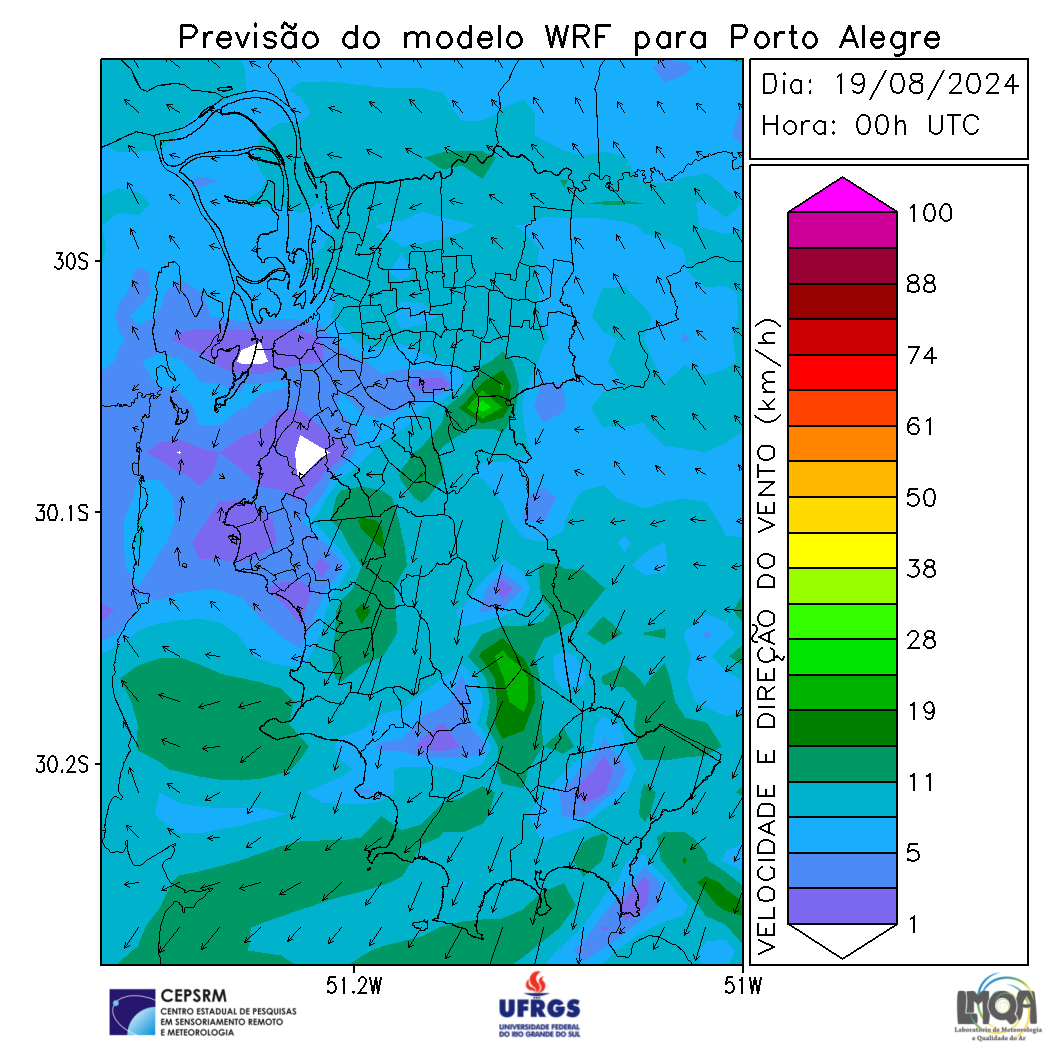 Previsão do modelo WRF para Porto Alegre
Dia: 19/08/2024
Hora: 00h UTC
30S
30.1S
30.2S
51.2W
51W
VELOCIDADE E DIREÇÃO DO VENTO (km/h)
100
88
74
61
50
38
28
19
11
5
1
CEPSRM
CENTRO ESTADUAL DE PESQUISAS
EM SENSORIAMENTO REMOTO
E METEOROLOGIA
UFRGS
UNIVERSIDADE FEDERAL
DO RIO GRANDE DO SUL
LMQA
Laboratório de Meteorologia
e Qualidade do Ar